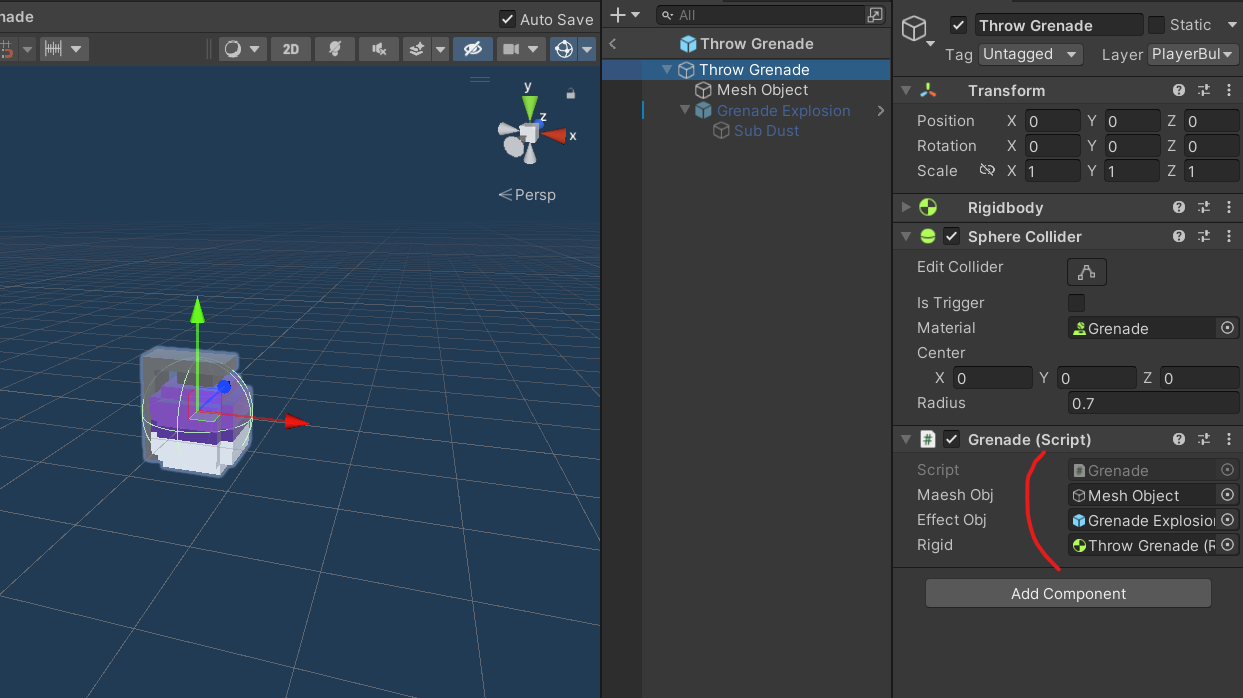 nade
Auto Save
2D
y
z
x
Persp
All
Throw Grenade
Throw Grenade
Mesh Object
Grenade Explosion
Sub Dust
Throw Grenade
Static
Tag Untagged Layer PlayerBul
Transform
Position X 0 Y 0 Z 0
Rotation X 0 Y 0 Z 0
Scale X 1 Y 1 Z 1
Rigidbody
Sphere Collider
Edit Collider
Is Trigger
Material Grenade
Center
X 0 Y 0 Z 0
Radius 0.7
# Grenade (Script)
Script # Grenade
Maesh Obj Mesh Object
Effect Obj Grenade Explosion
Rigid Throw Grenade (R
Add Component